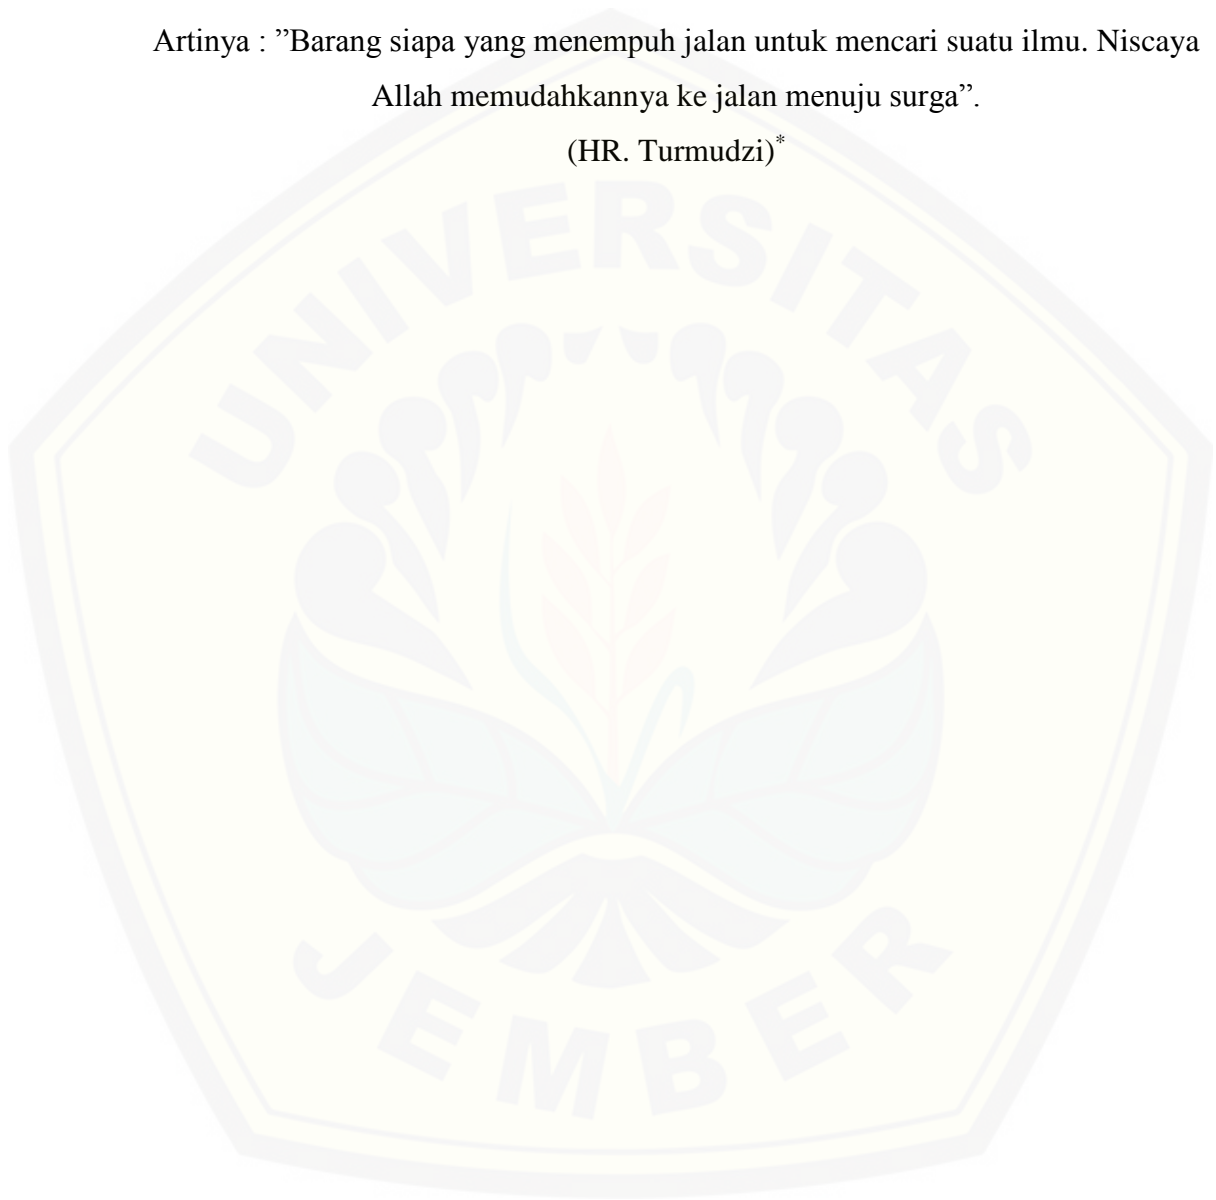 Artinya : ”Barang siapa yang menempuh jalan untuk mencari suatu ilmu. Niscaya
Allah memudahkannya ke jalan menuju surga”.
(HR. Turmudzi)*
UNIVERSITAS
JEMBER